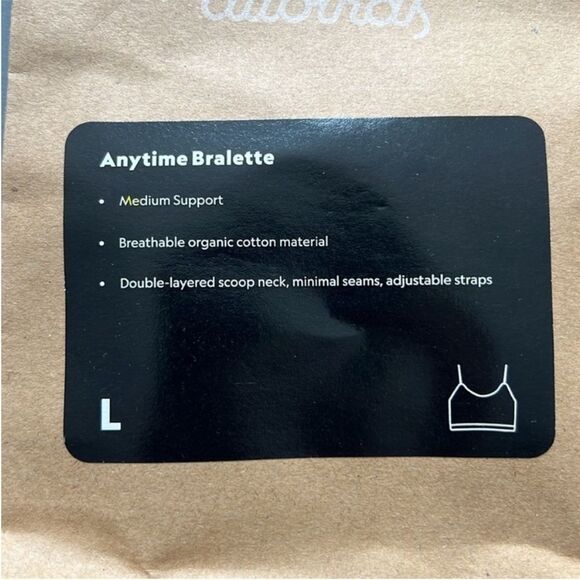 Anytime Bralette
• Medium Support
• Breathable organic cotton material
• Double-layered scoop neck, minimal seams, adjustable straps
L